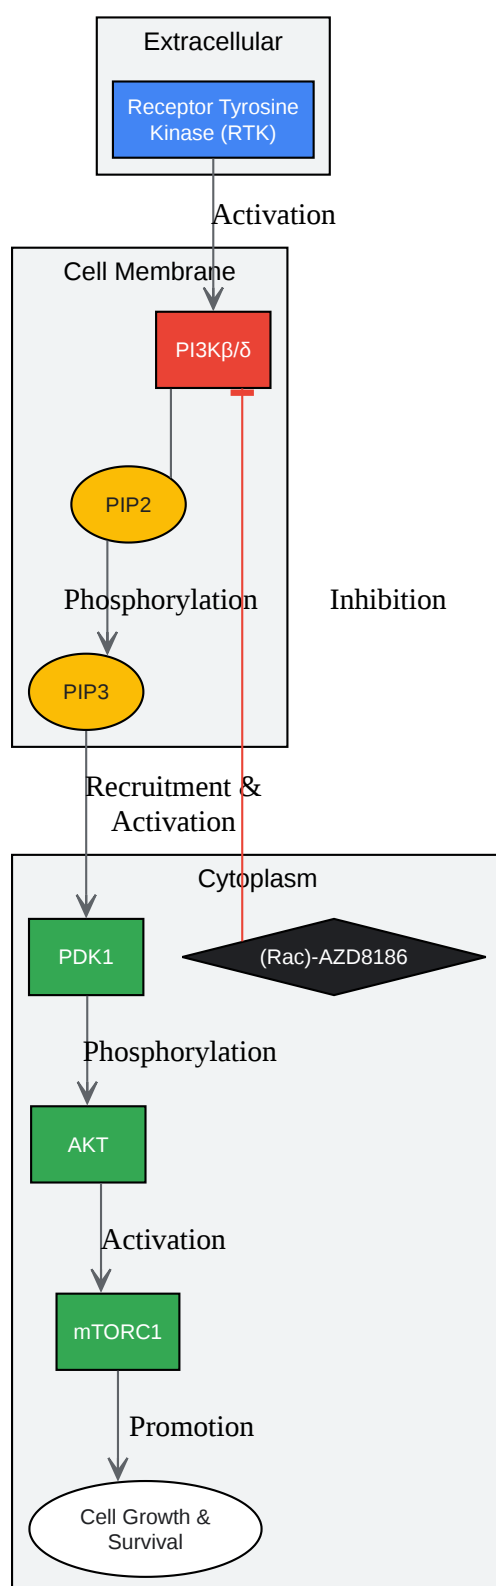 Extracellular
Receptor Tyrosine
Kinase (RTK)
Activation
Cell Membrane
PI3Kβ/δ
PIP2
Phosphorylation
Inhibition
PIP3
Recruitment &
Activation
Cytoplasm
PDK1
(Rac)-AZD8186
Phosphorylation
AKT
Activation
mTORC1
Promotion
Cell Growth &
Survival